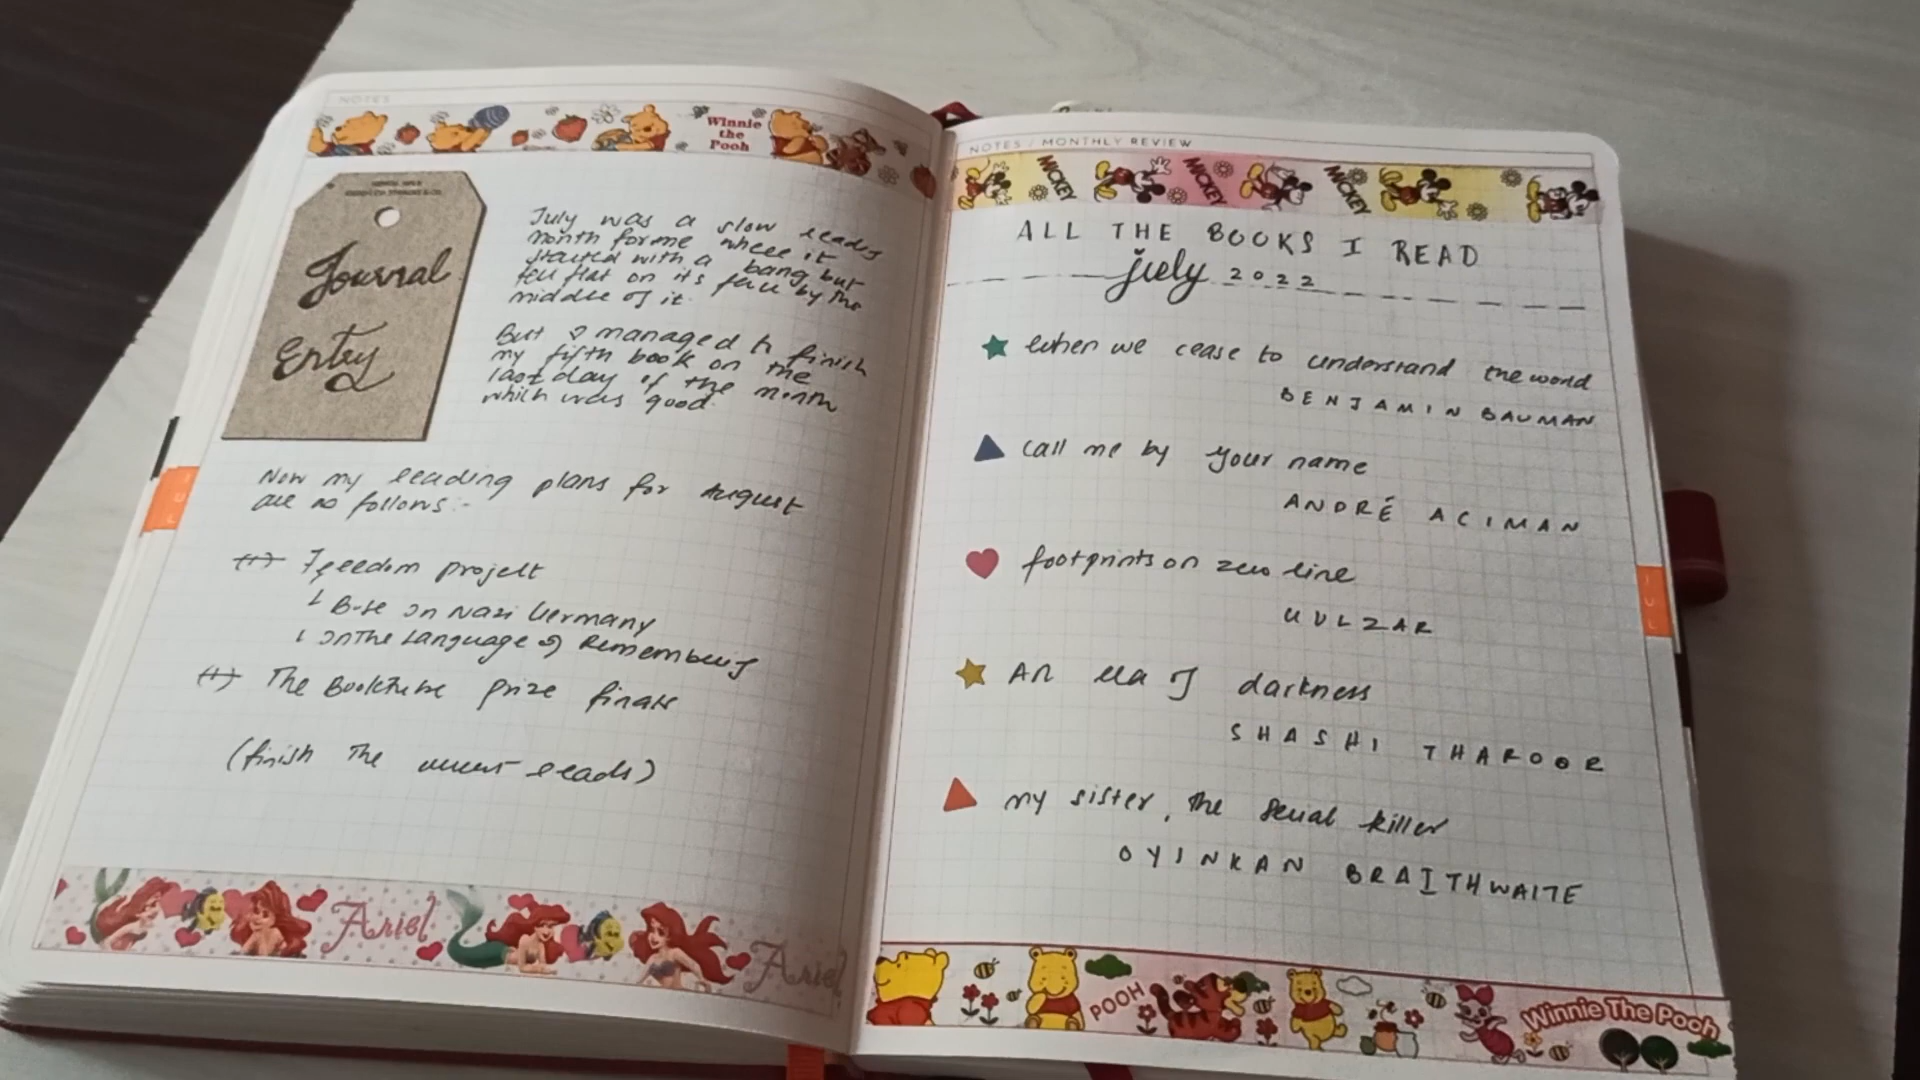 NOTES
Winnie
the
Pooh
Journal
Entry
July was a slow reading
month for me where it
started with a bang but
fell flat on it's face by the
middle of it.
But I managed to finish
my fifth book on the
last day of the month
which was good.
Now my reading plans for August
are as follows:-
Freedom project
on Nazi Germany
on the Language of Remembering
The Booktube prize finals
(finish the current reads)
Ariel
Ariel
NOTES / MONTHLY REVIEW
MICKEY MICKEY MICKEY
ALL THE BOOKS I READ
july 2022
when we cease to understand the world
BENJAMIN BAUMAN
call me by your name
ANDRÉ ACIMAN
footprints on zero line
GULZAR
An era of darkness
SHASHI THAROOR
my sister, the serial killer
OYINKAN BRAITHWAITE
POOH
Winnie The Pooh
JUL